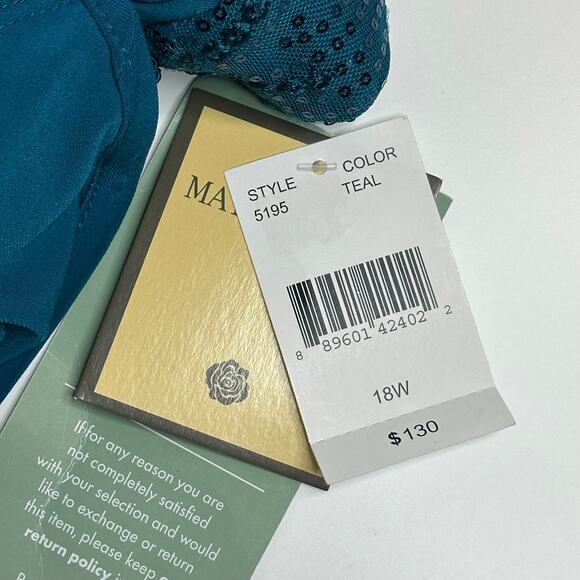 MA
STYLE
5195
COLOR
TEAL
8 89601 42402 2
18W
$130
If for any reason you are
not completely satisfied
with your selection and would
like to exchange or return
this item, please keep
return policy